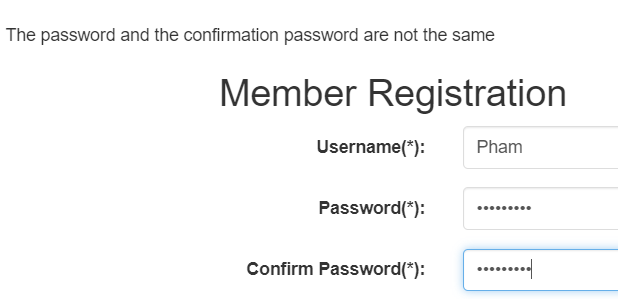 The password and the confirmation password are not the same
Member Registration
Username(*): Pham
Password(*): •••••••••
Confirm Password(*): •••••••••